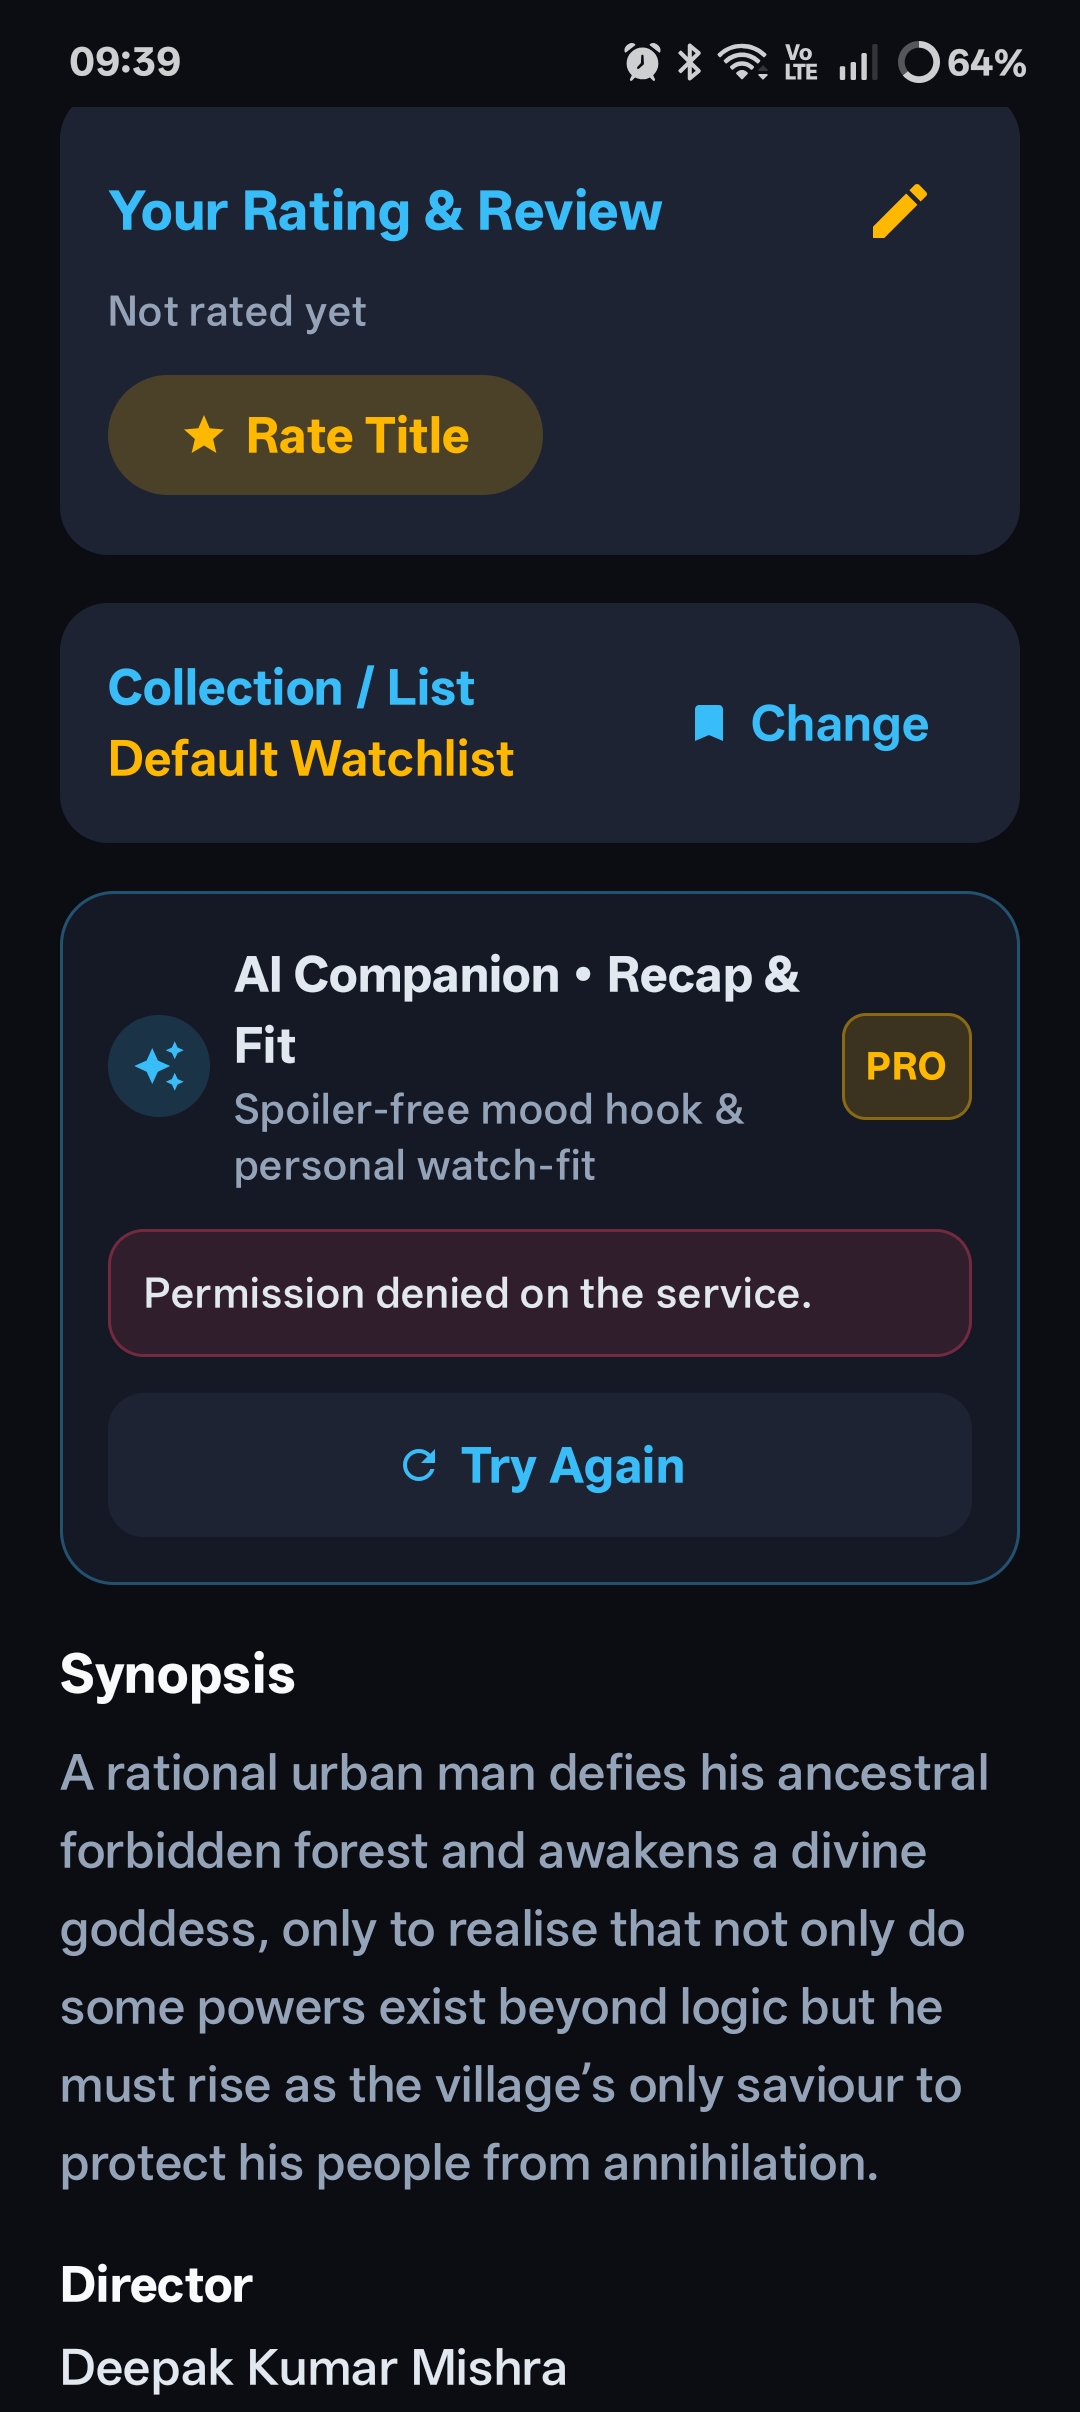 09:39
Vo
LTE
64%
Your Rating & Review
Not rated yet
Rate Title
Collection / List
Default Watchlist
Change
AI Companion • Recap &
Fit
Spoiler-free mood hook &
personal watch-fit
PRO
Permission denied on the service.
Try Again
Synopsis
A rational urban man defies his ancestral
forbidden forest and awakens a divine
goddess, only to realise that not only do
some powers exist beyond logic but he
must rise as the village’s only saviour to
protect his people from annihilation.
Director
Deepak Kumar Mishra